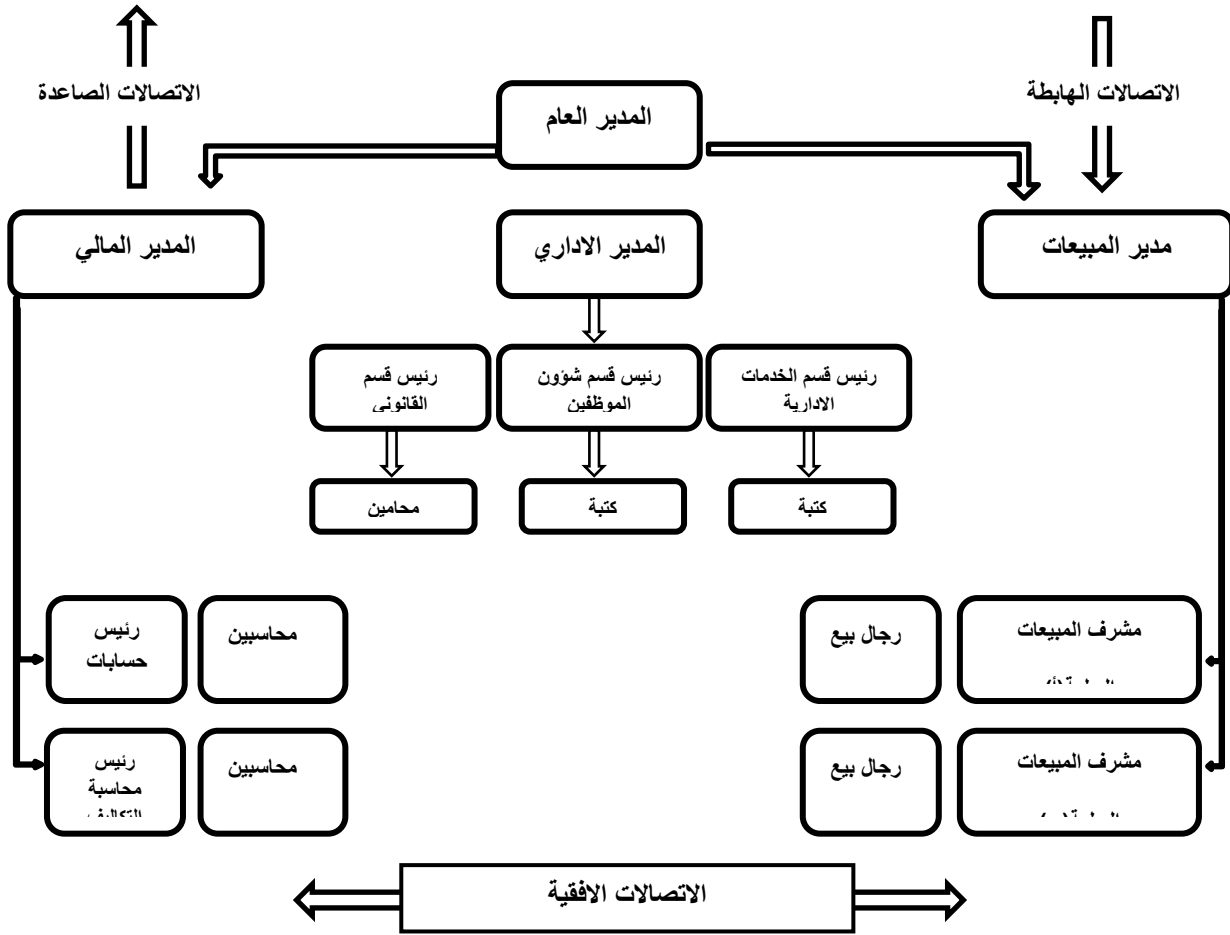 الاتصالات الهابطة
الاتصالات الصاعدة
المدير العام
مدير المبيعات
المدير الاداري
المدير المالي
رئيس قسم الخدمات
الادارية
رئيس قسم شؤون
الموظفين
رئيس قسم
القانوني
كتبة
كتبة
محامين
مشرف المبيعات
رجال بيع
محاسبين
رئيس
حسابات
مشرف المبيعات
رجال بيع
محاسبين
رئيس
محاسبة
التكاليف
الاتصالات الافقية